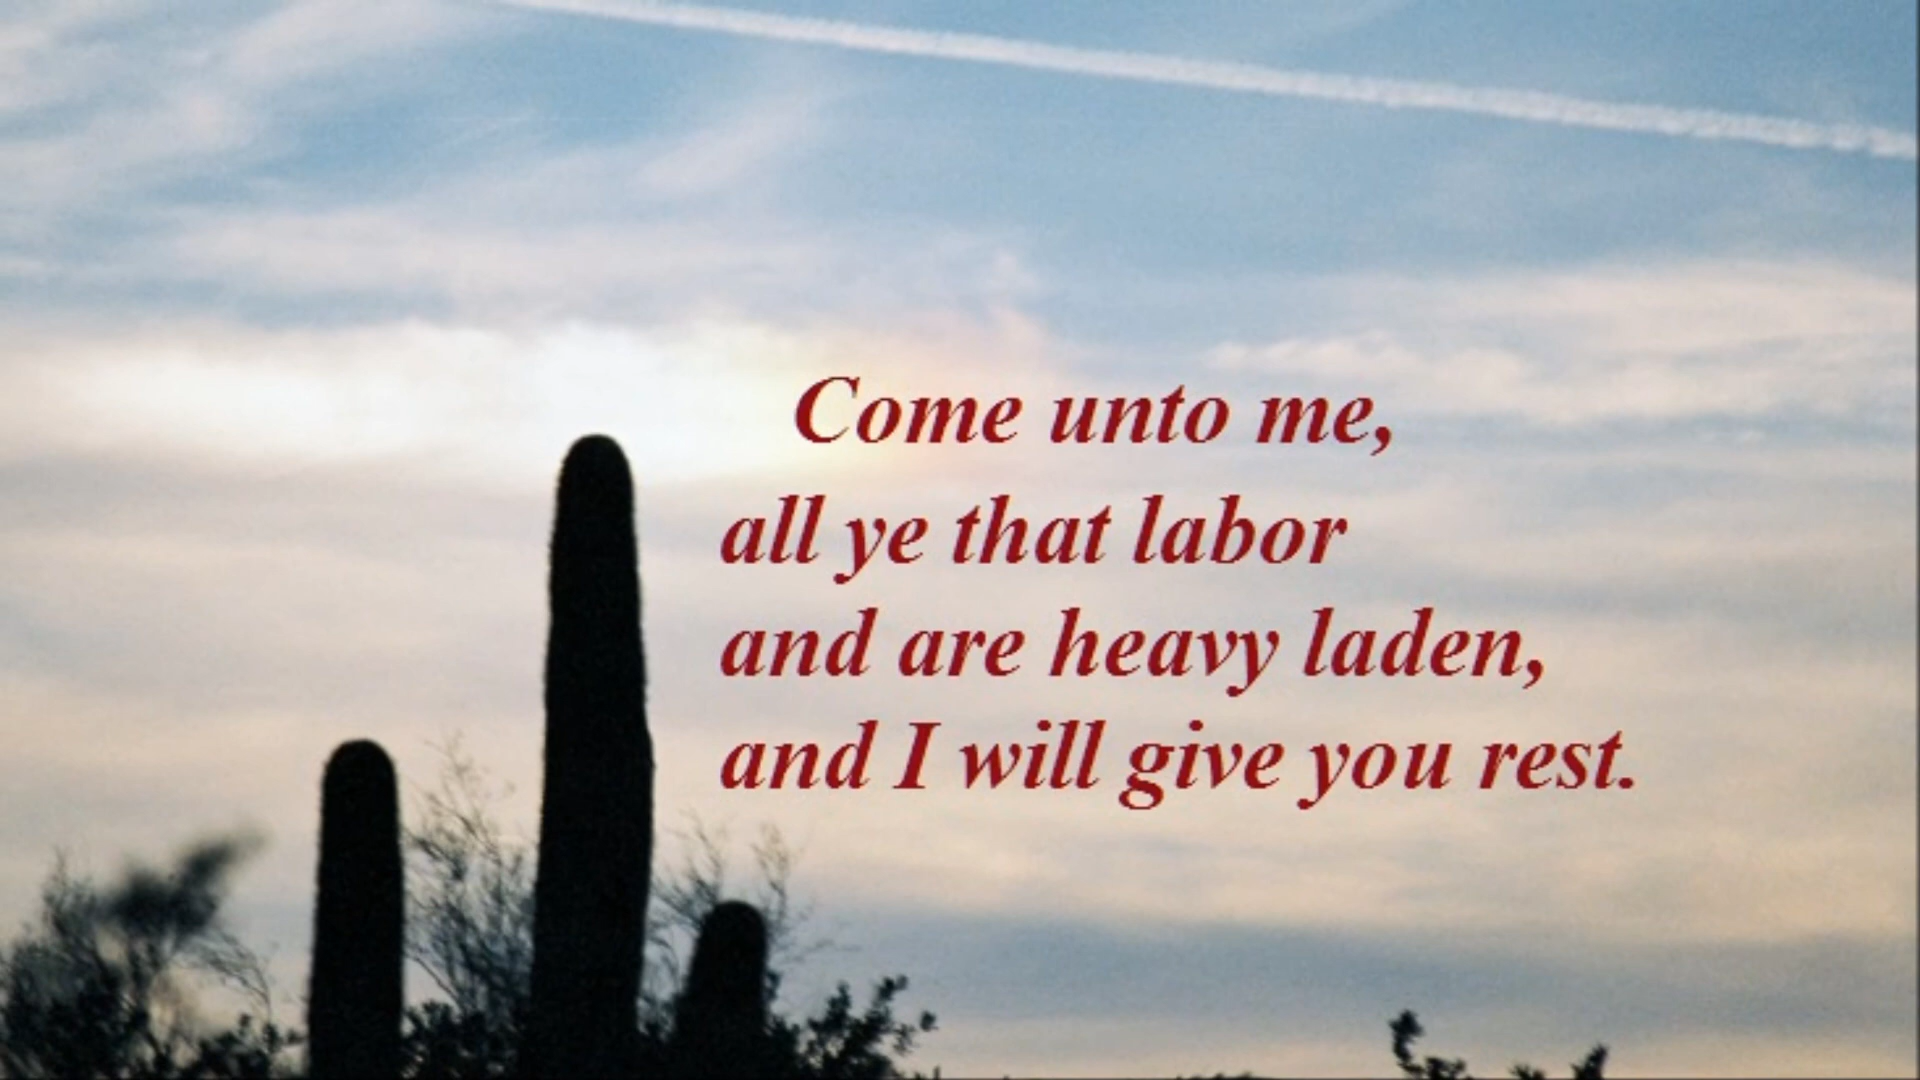 Come unto me,
all ye that labor
and are heavy laden,
and I will give you rest.